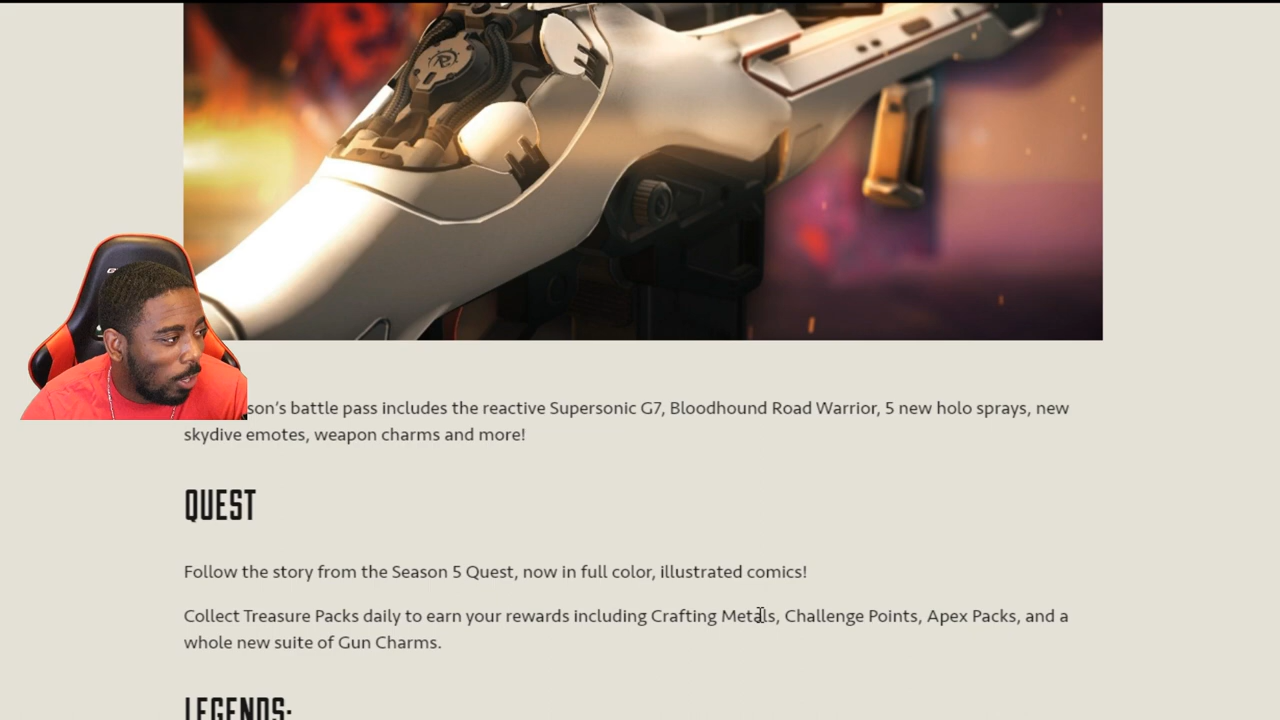 son's battle pass includes the reactive Supersonic G7, Bloodhound Road Warrior, 5 new holo sprays, new
skydive emotes, weapon charms and more!
QUEST
Follow the story from the Season 5 Quest, now in full color, illustrated comics!
Collect Treasure Packs daily to earn your rewards including Crafting Metals, Challenge Points, Apex Packs, and a
whole new suite of Gun Charms.
LEGENDS: